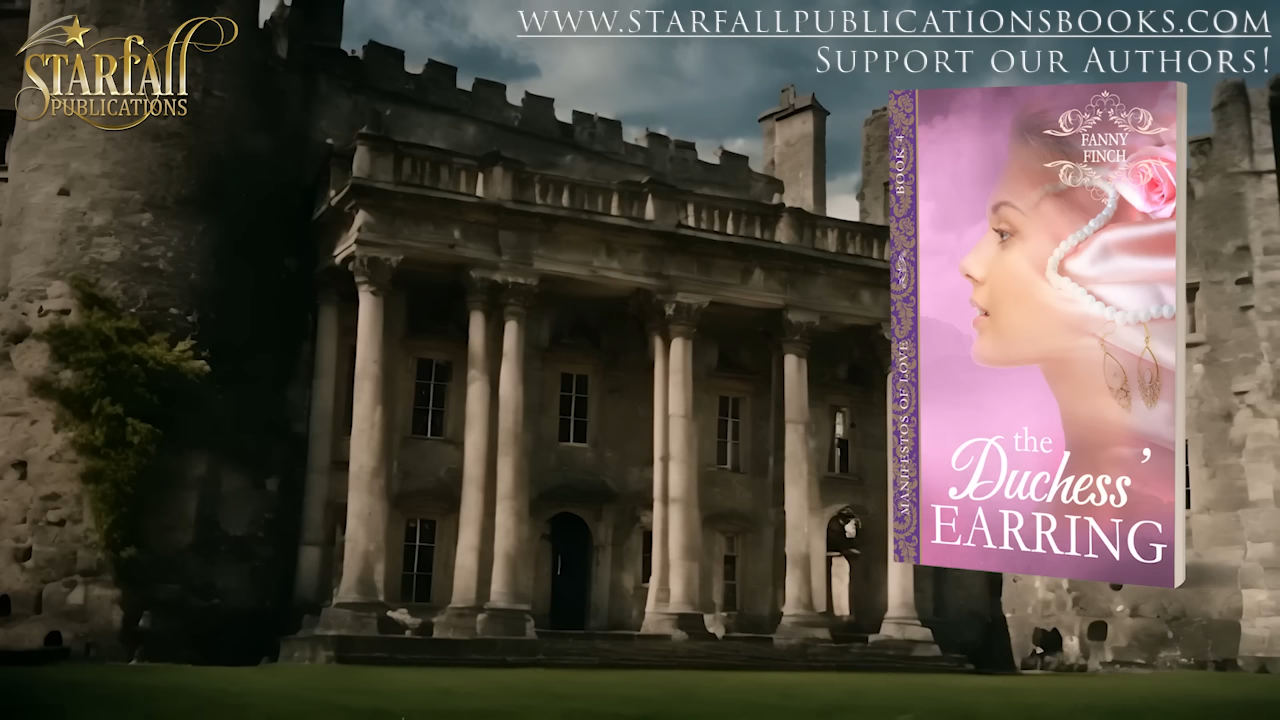 STARfall
PUBLICATIONS
WWW.STARFALLPUBLICATIONSBOOKS.COM
SUPPORT OUR AUTHORS!
MANIFESTOS OF LOVE
BOOK 4
FANNY
FINCH
the
Duchess'
EARRING